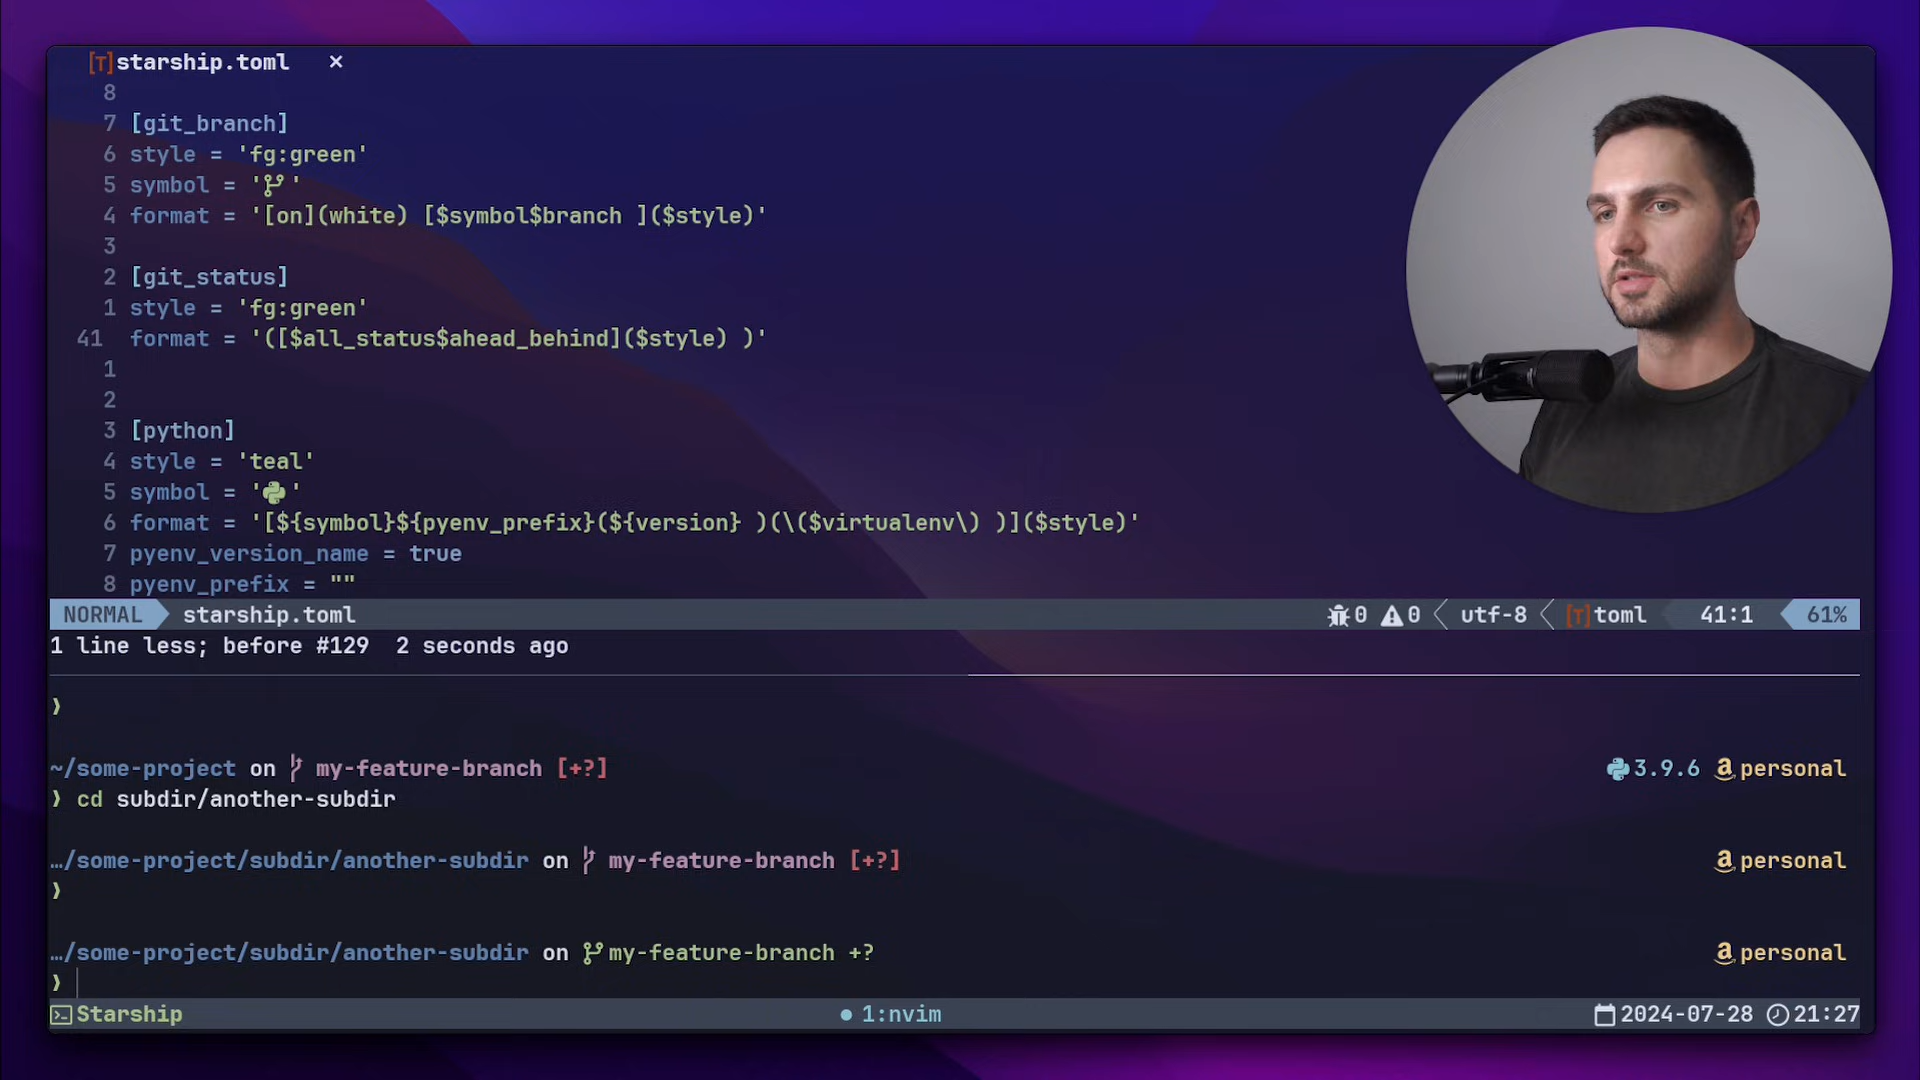 [T]starship.toml ×
8
7 [git_branch]
6 style = 'fg:green'
5 symbol = ' '
4 format = '[on](white) [$symbol$branch ]($style)'
3
2 [git_status]
1 style = 'fg:green'
41 format = '([$all_status$ahead_behind]($style) )'
1
2
3 [python]
4 style = 'teal'
5 symbol = ' '
6 format = '[${symbol}${pyenv_prefix}(${version} )(\($virtualenv\) )]($style)'
7 pyenv_version_name = true
8 pyenv_prefix = ""
NORMAL starship.toml 0 0 utf-8 [T]toml 41:1 61%
1 line less; before #129 2 seconds ago
❯
~/some-project on my-feature-branch [+?] 3.9.6 a personal
❯ cd subdir/another-subdir
…/some-project/subdir/another-subdir on my-feature-branch [+?] a personal
❯
…/some-project/subdir/another-subdir on my-feature-branch +? a personal
❯
Starship ● 1:nvim 2024-07-28 21:27